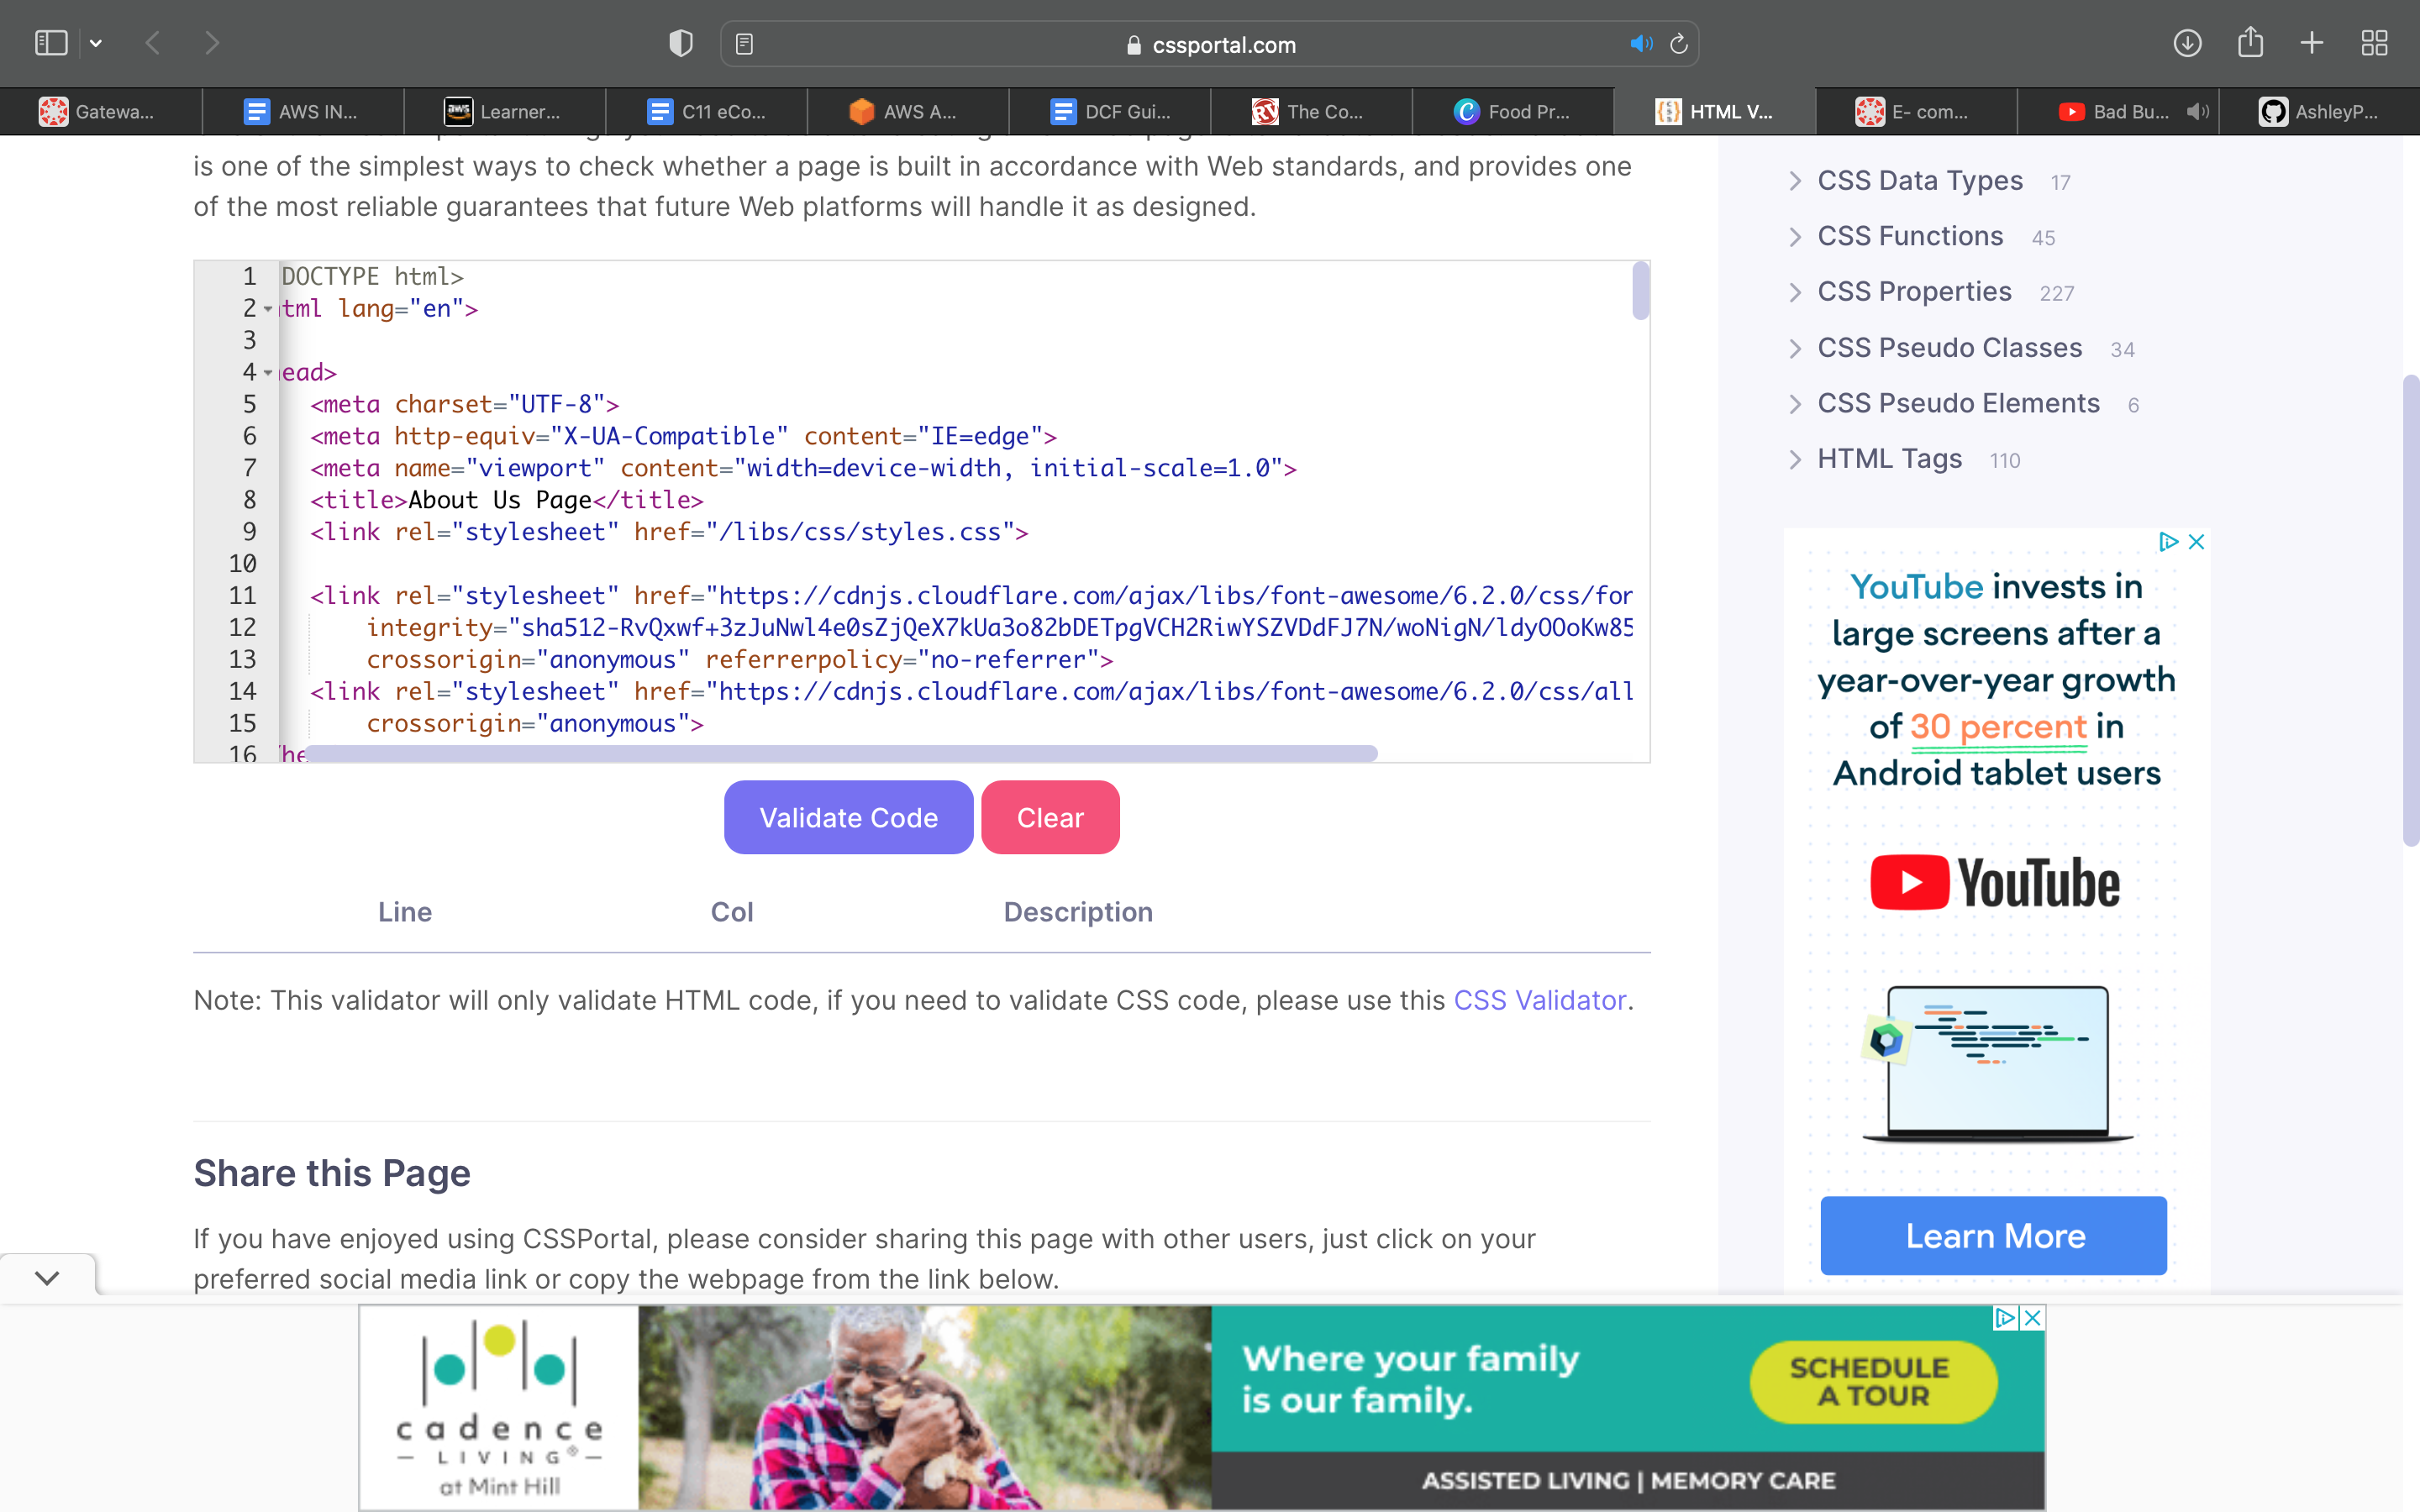 cssportal.com
Gatewa...
AWS IN...
aws
Learner...
C11 eCo...
AWS A...
DCF Gui...
The Co...
Food Pr...
HTML V...
E- com...
Bad Bu...
AshleyP...
is one of the simplest ways to check whether a page is built in accordance with Web standards, and provides one
of the most reliable guarantees that future Web platforms will handle it as designed.
1 DOCTYPE html>
2 tml lang="en">
3
4 ead>
5 <meta charset="UTF-8">
6 <meta http-equiv="X-UA-Compatible" content="IE=edge">
7 <meta name="viewport" content="width=device-width, initial-scale=1.0">
8 <title>About Us Page</title>
9 <link rel="stylesheet" href="/libs/css/styles.css">
10
11 <link rel="stylesheet" href="https://cdnjs.cloudflare.com/ajax/libs/font-awesome/6.2.0/css/for
12 integrity="sha512-RvQxwf+3zJuNwl4e0sZjQeX7kUa3o82bDETpgVCH2RiwYSZVDdFJ7N/woNigN/ldyOOoKw85
13 crossorigin="anonymous" referrerpolicy="no-referrer">
14 <link rel="stylesheet" href="https://cdnjs.cloudflare.com/ajax/libs/font-awesome/6.2.0/css/all
15 crossorigin="anonymous">
16 he
Validate Code
Clear
Line Col Description
Note: This validator will only validate HTML code, if you need to validate CSS code, please use this CSS Validator.
Share this Page
If you have enjoyed using CSSPortal, please consider sharing this page with other users, just click on your
preferred social media link or copy the webpage from the link below.
CSS Data Types 17
CSS Functions 45
CSS Properties 227
CSS Pseudo Classes 34
CSS Pseudo Elements 6
HTML Tags 110
YouTube invests in
large screens after a
year-over-year growth
of 30 percent in
Android tablet users
YouTube
Learn More
cadence
LIVING®
at Mint Hill
Where your family
is our family.
SCHEDULE
A TOUR
ASSISTED LIVING | MEMORY CARE